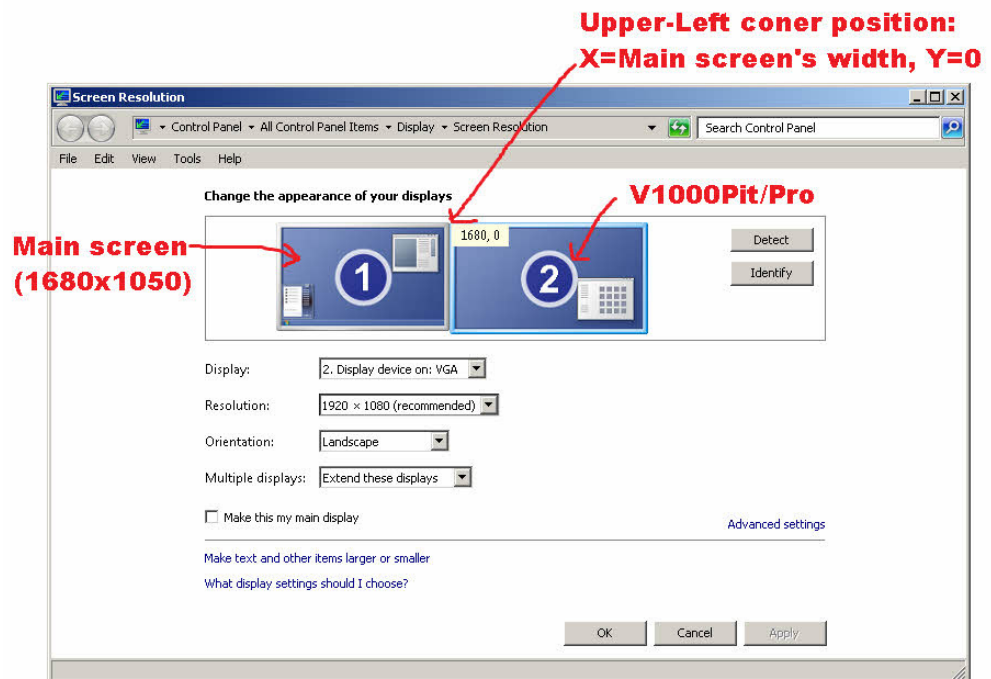 Upper-Left coner position:
X=Main screen's width, Y=0
Screen Resolution
Control Panel All Control Panel Items Display Screen Resolution
Search Control Panel
File Edit View Tools Help
Change the appearance of your displays
V1000Pit/Pro
Main screen
(1680x1050)
1
1680, 0
2
Detect
Identify
Display: 2. Display device on: VGA
Resolution: 1920 × 1080 (recommended)
Orientation: Landscape
Multiple displays: Extend these displays
Make this my main display
Advanced settings
Make text and other items larger or smaller
What display settings should I choose?
OK Cancel Apply